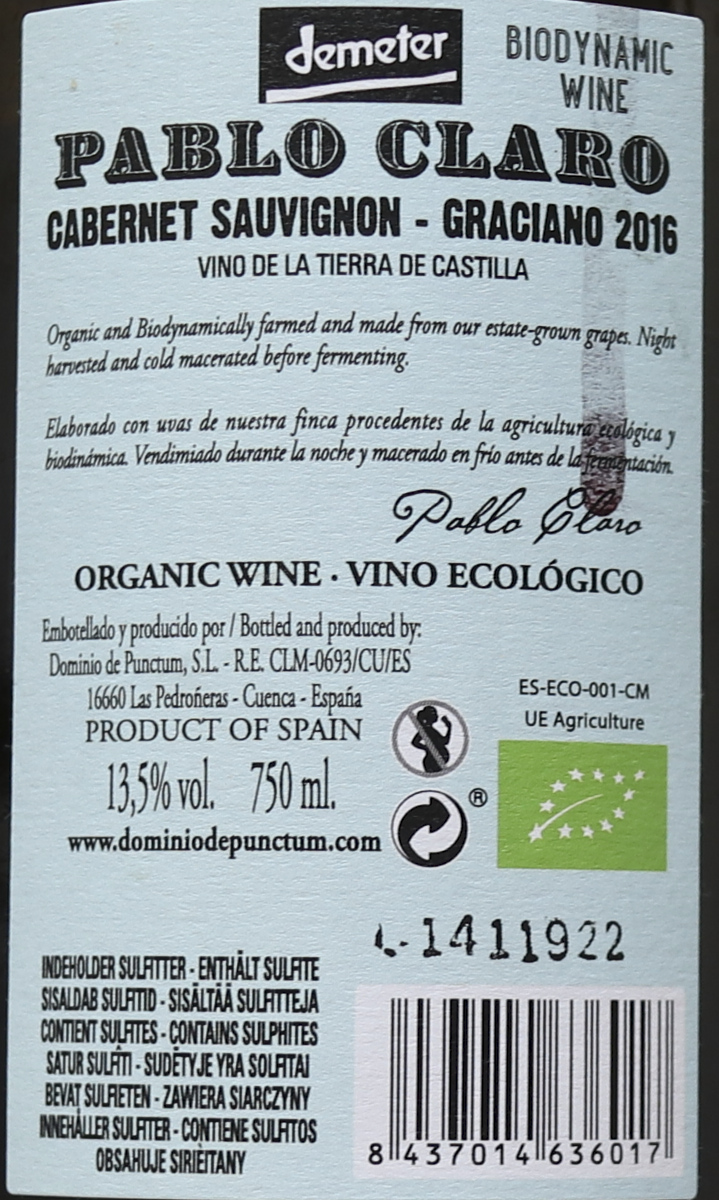 demeter
BIODYNAMIC
WINE
PABLO CLARO
CABERNET SAUVIGNON - GRACIANO 2016
VINO DE LA TIERRA DE CASTILLA
Organic and Biodynamically farmed and made from our estate-grown grapes. Night
harvested and cold macerated before fermenting.
Elaborado con uvas de nuestra finca procedentes de la agricultura ecológica y
biodinámica. Vendimiado durante la noche y macerado en frío antes de la fermentación.
Pablo Claro
ORGANIC WINE · VINO ECOLÓGICO
Embotellado y producido por / Bottled and produced by:
Dominio de Punctum, S.L. - R.E. CLM-0693/CU/ES
16660 Las Pedroñeras - Cuenca - España
PRODUCT OF SPAIN
13,5% vol. 750 ml.
www.dominiodepunctum.com
®
ES-ECO-001-CM
UE Agriculture
L-1411922
INDEHOLDER SULFITTER - ENTHÄLT SULFITE
SISALDAB SULFITID - SISÄLTÄÄ SULFITTEJA
CONTIENT SULFITES - CONTAINS SULPHITES
SATUR SULFĪTI - SUDĖTYJE YRA SOLFITAI
BEVAT SULFIETEN - ZAWIERA SIARCZYNY
INNEHÅLLER SULFITER - CONTIENE SULFITOS
OBSAHUJE SIRIĚITANY
8 437014 636017